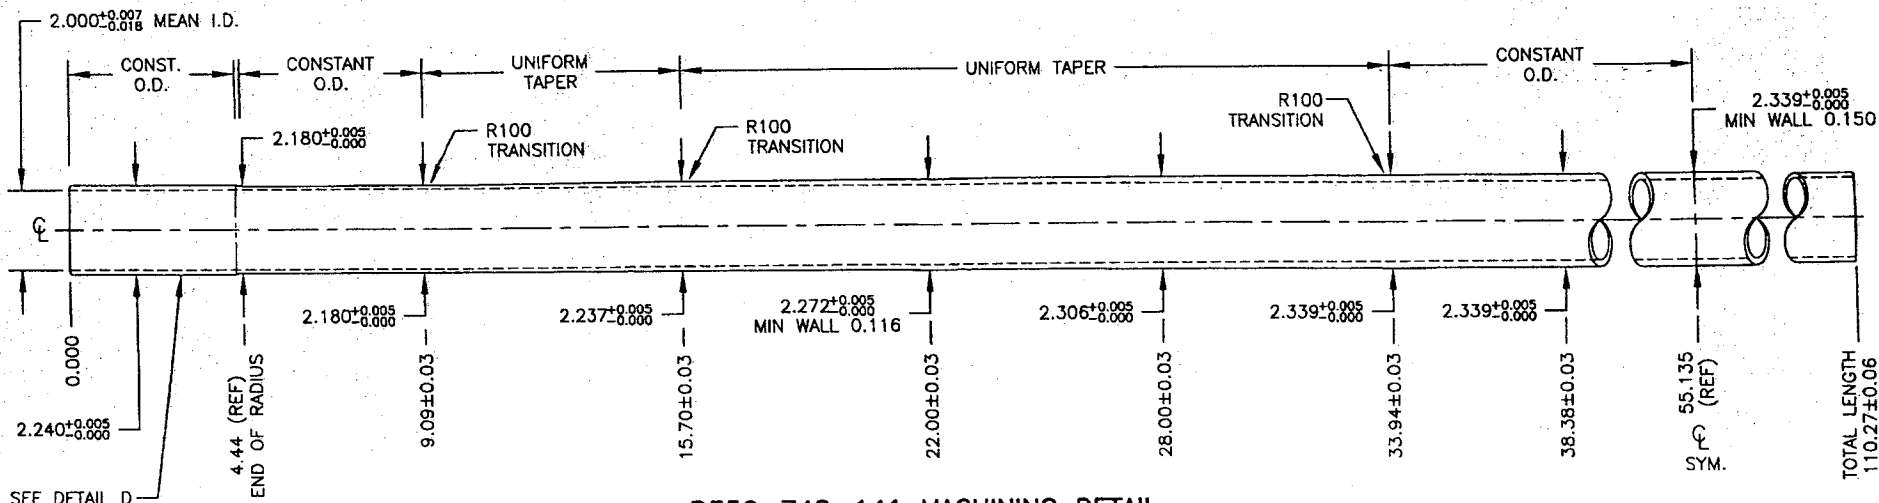 2.000+0.007 -0.018 MEAN I.D.
CONST.
O.D.
CONSTANT
O.D.
UNIFORM
TAPER
UNIFORM TAPER
CONSTANT
O.D.
2.180+0.005 -0.000
R100
TRANSITION
R100
TRANSITION
R100
TRANSITION
2.339+0.005 -0.000
MIN WALL 0.150
℄
2.180+0.005 -0.000
2.237+0.005 -0.000
2.272+0.005 -0.000
MIN WALL 0.116
2.306+0.005 -0.000
2.339+0.005 -0.000
2.339+0.005 -0.000
0.000
4.44 (REF)
END OF RADIUS
9.09±0.03
15.70±0.03
22.00±0.03
28.00±0.03
33.94±0.03
38.38±0.03
55.135
(REF)
℄
SYM.
TOTAL LENGTH
110.27±0.06
2.240+0.005 -0.000
SEE DETAIL D